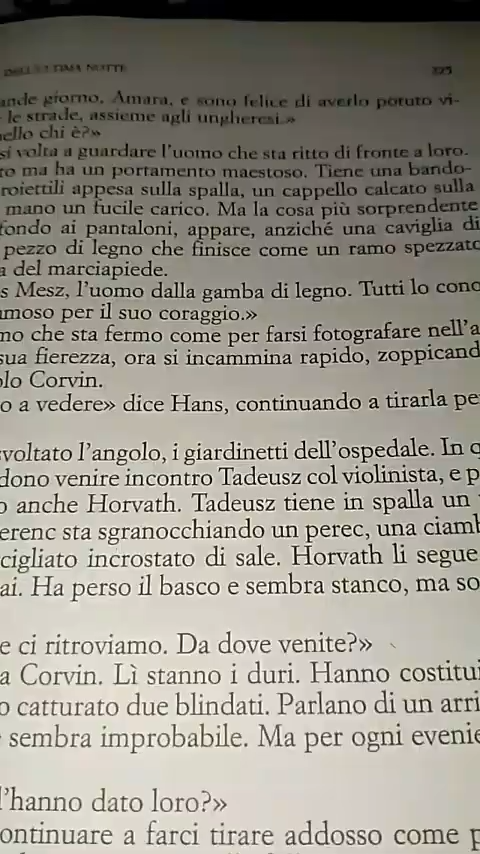 DELL'ULTIMA NOTTE 325
ande giorno, Amara, e sono felice di averlo potuto vi-
le strade, assieme agli ungheresi.»
ello chi è?»
si volta a guardare l'uomo che sta ritto di fronte a loro.
to ma ha un portamento maestoso. Tiene una bando-
roiettili appesa sulla spalla, un cappello calcato sulla
mano un fucile carico. Ma la cosa più sorprendente
fondo ai pantaloni, appare, anziché una caviglia di
pezzo di legno che finisce come un ramo spezzato
a del marciapiede.
s Mesz, l'uomo dalla gamba di legno. Tutti lo cono
amoso per il suo coraggio.»
mo che sta fermo come per farsi fotografare nell'a
sua fierezza, ora si incammina rapido, zoppicand
olo Corvin.
o a vedere» dice Hans, continuando a tirarla pe
svoltato l'angolo, i giardinetti dell'ospedale. In q
dono venire incontro Tadeusz col violinista, e p
o anche Horvath. Tadeusz tiene in spalla un
erenc sta sgranocchiando un perec, una ciamb
cigliato incrostato di sale. Horvath li segue
ai. Ha perso il basco e sembra stanco, ma so
e ci ritroviamo. Da dove venite?»
a Corvin. Lì stanno i duri. Hanno costitui
o catturato due blindati. Parlano di un arri
sembra improbabile. Ma per ogni evenie
l'hanno dato loro?»
ontinuare a farci tirare addosso come p